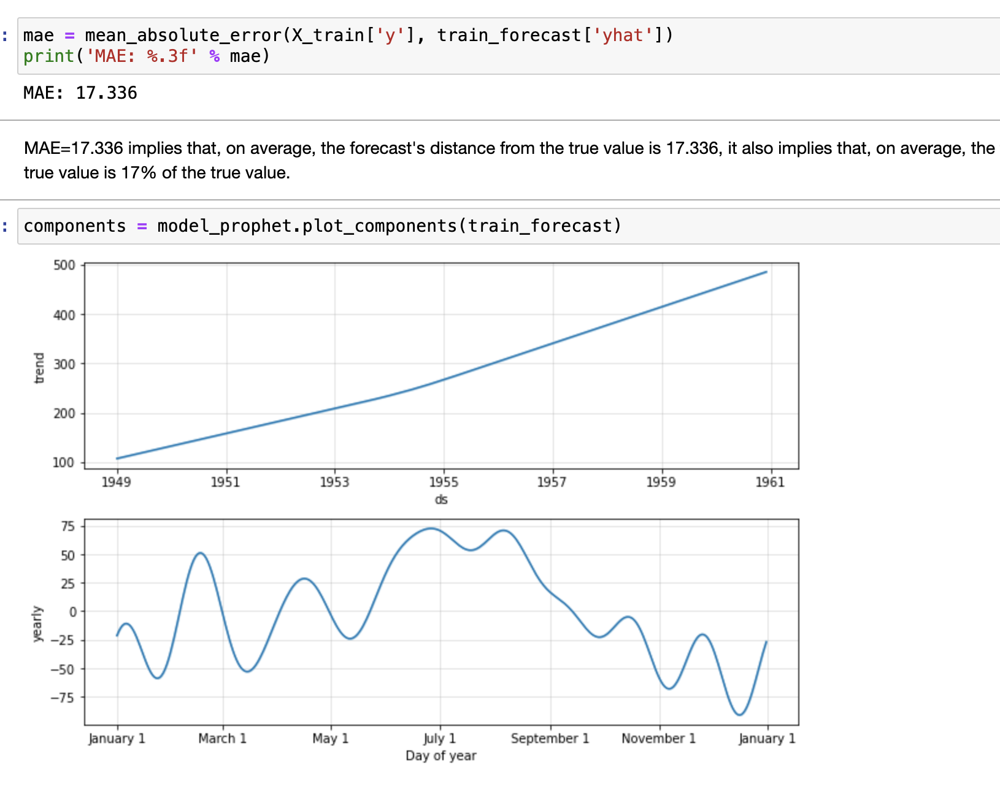 : mae = mean_absolute_error(X_train['y'], train_forecast['yhat'])
print('MAE: %.3f' % mae)
MAE: 17.336
MAE=17.336 implies that, on average, the forecast's distance from the true value is 17.336, it also implies that, on average, the
true value is 17% of the true value.
: components = model_prophet.plot_components(train_forecast)
500
400
300
200
100
trend
1949 1951 1953 1955 1957 1959 1961
ds
75
50
25
0
−25
−50
−75
yearly
January 1 March 1 May 1 July 1 September 1 November 1 January 1
Day of year